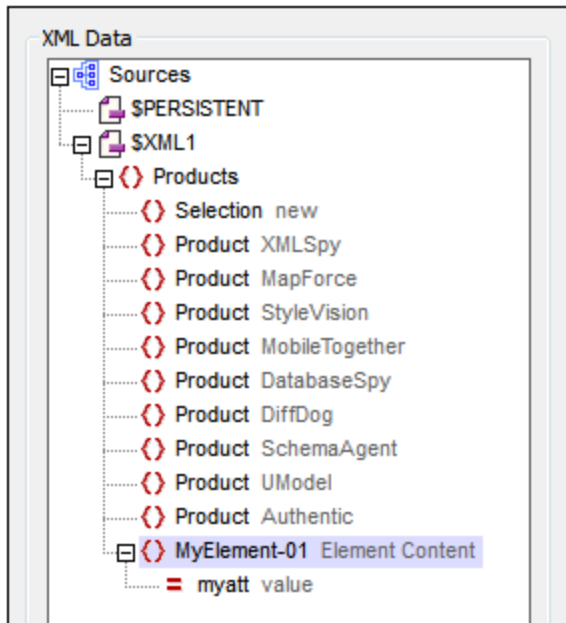 XML Data
Sources
$PERSISTENT
$XML1
Products
Selection new
Product XMLSpy
Product MapForce
Product StyleVision
Product MobileTogether
Product DatabaseSpy
Product DiffDog
Product SchemaAgent
Product UModel
Product Authentic
MyElement-01 Element Content
myatt value